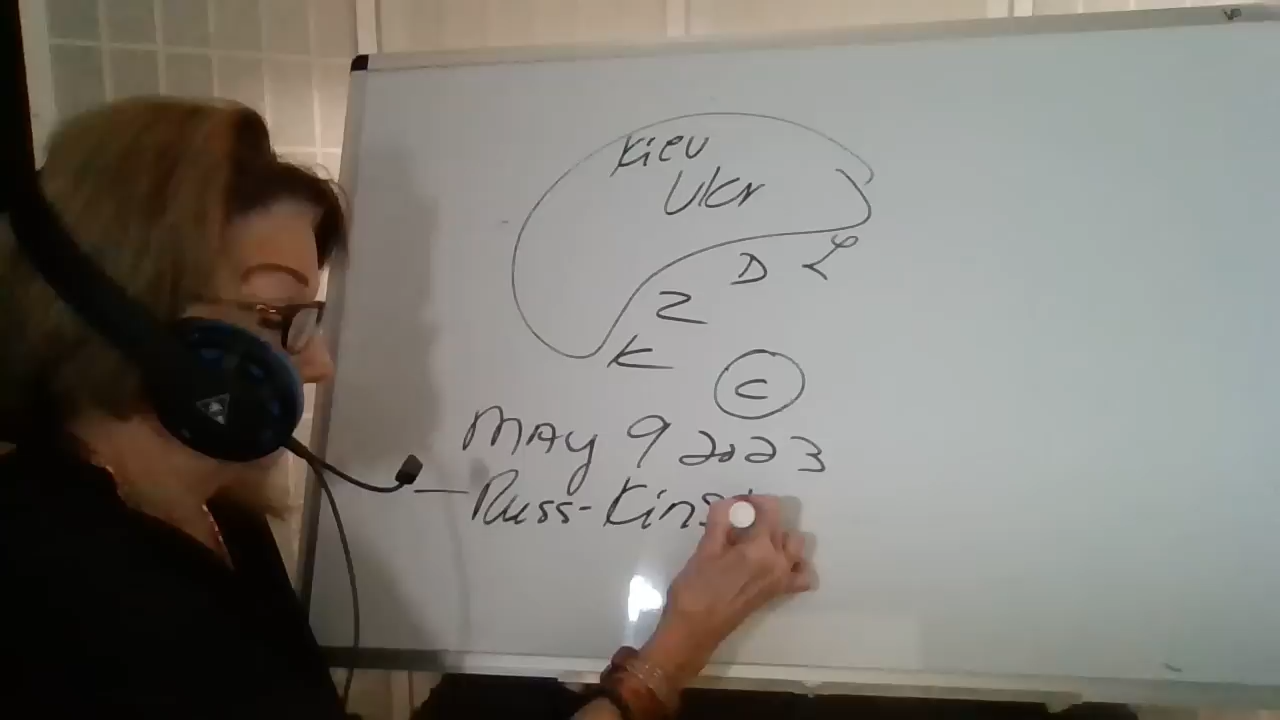 Kiev
UKr
D L
Z
K
C
MAy 9 2023
— Russ-Kins